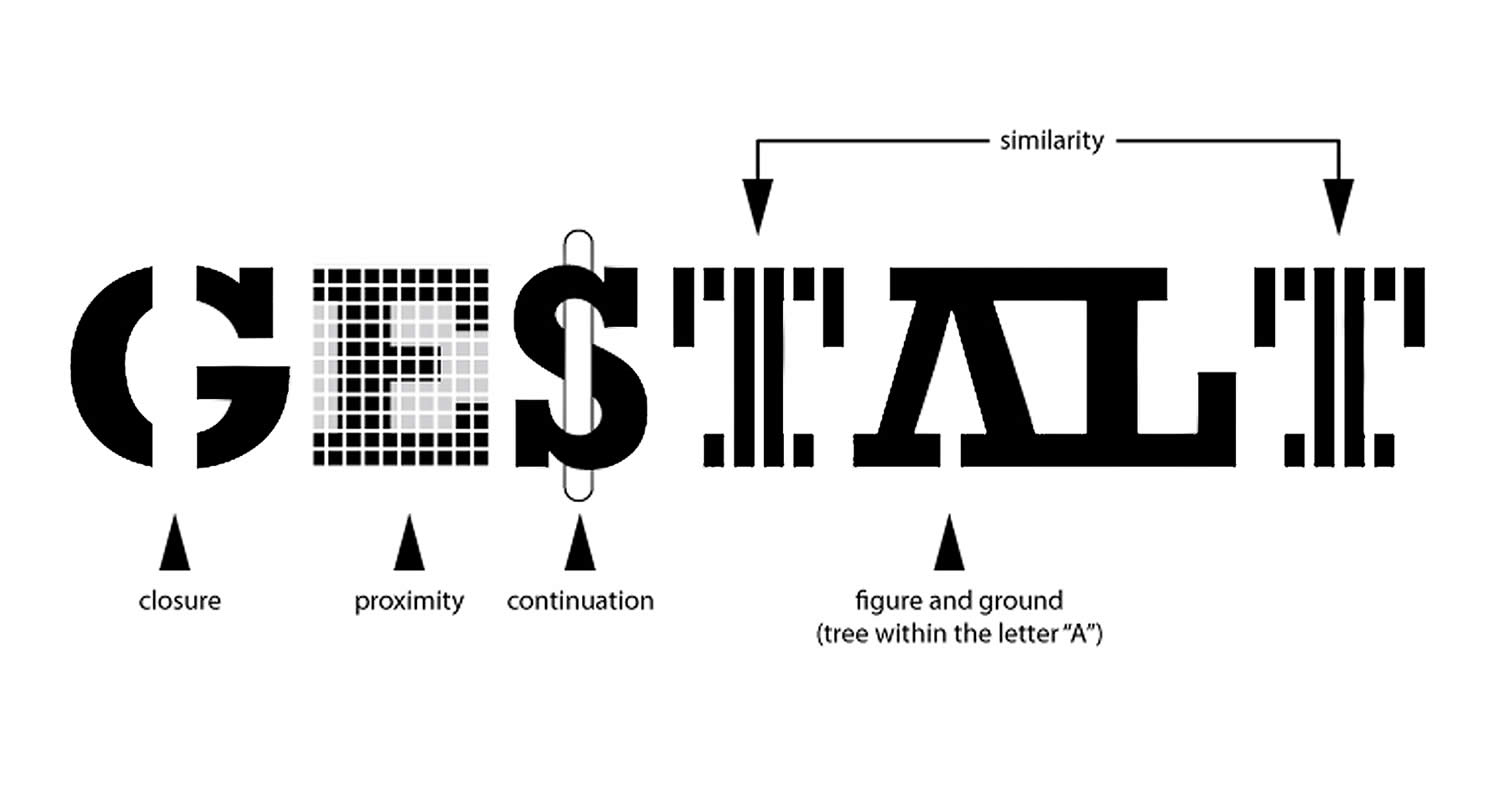 similarity
GESTALT
closure
proximity
continuation
figure and ground
(tree within the letter “A”)